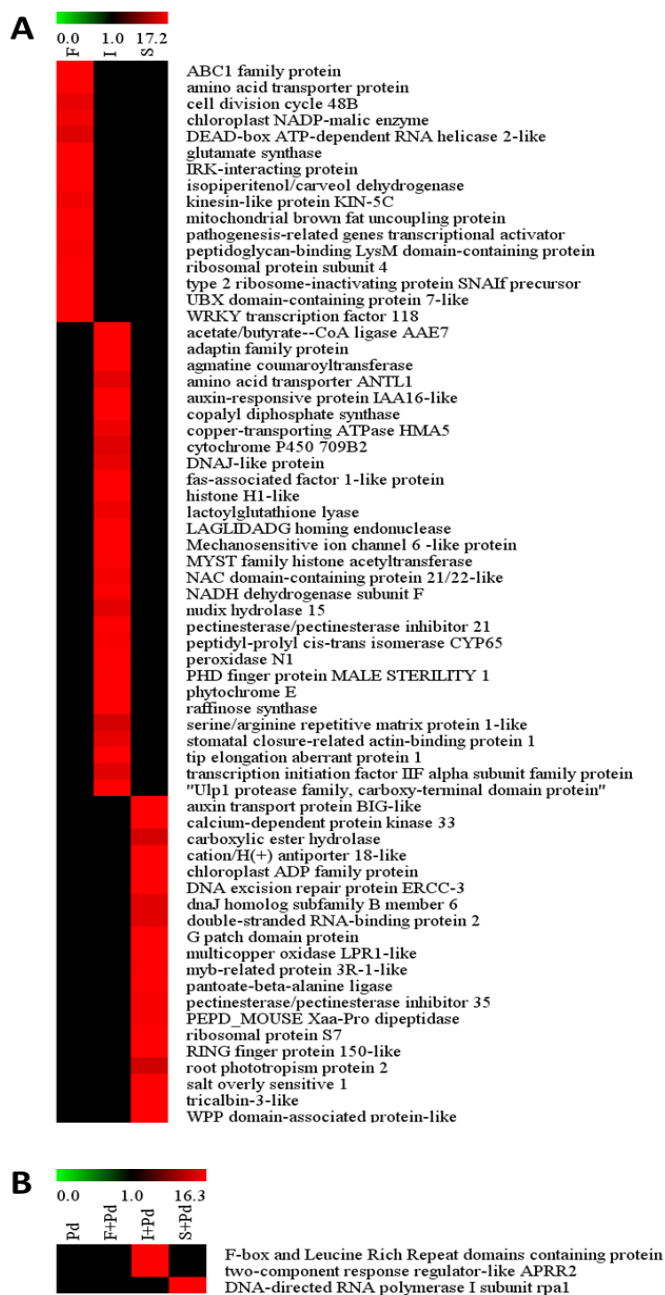 A
0.0 1.0 17.2
F I S
ABC1 family protein
amino acid transporter protein
cell division cycle 48B
chloroplast NADP-malic enzyme
DEAD-box ATP-dependent RNA helicase 2-like
glutamate synthase
IRK-interacting protein
isopiperitenol/carveol dehydrogenase
kinesin-like protein KIN-5C
mitochondrial brown fat uncoupling protein
pathogenesis-related genes transcriptional activator
peptidoglycan-binding LysM domain-containing protein
ribosomal protein subunit 4
type 2 ribosome-inactivating protein SNAIf precursor
UBX domain-containing protein 7-like
WRKY transcription factor 118
acetate/butyrate--CoA ligase AAE7
adaptin family protein
agmatine coumaroyltransferase
amino acid transporter ANTL1
auxin-responsive protein IAA16-like
copalyl diphosphate synthase
copper-transporting ATPase HMA5
cytochrome P450 709B2
DNAJ-like protein
fas-associated factor 1-like protein
histone H1-like
lactoylglutathione lyase
LAGLIDADG homing endonuclease
Mechanosensitive ion channel 6 -like protein
MYST family histone acetyltransferase
NAC domain-containing protein 21/22-like
NADH dehydrogenase subunit F
nudix hydrolase 15
pectinesterase/pectinesterase inhibitor 21
peptidyl-prolyl cis-trans isomerase CYP65
peroxidase N1
PHD finger protein MALE STERILITY 1
phytochrome E
raffinose synthase
serine/arginine repetitive matrix protein 1-like
stomatal closure-related actin-binding protein 1
tip elongation aberrant protein 1
transcription initiation factor IIF alpha subunit family protein
"Ulp1 protease family, carboxy-terminal domain protein"
auxin transport protein BIG-like
calcium-dependent protein kinase 33
carboxylic ester hydrolase
cation/H(+) antiporter 18-like
chloroplast ADP family protein
DNA excision repair protein ERCC-3
dnaJ homolog subfamily B member 6
double-stranded RNA-binding protein 2
G patch domain protein
multicopper oxidase LPR1-like
myb-related protein 3R-1-like
pantoate-beta-alanine ligase
pectinesterase/pectinesterase inhibitor 35
PEPD_MOUSE Xaa-Pro dipeptidase
ribosomal protein S7
RING finger protein 150-like
root phototropism protein 2
salt overly sensitive 1
tricalbin-3-like
WPP domain-associated protein-like
B
0.0 1.0 16.3
Pd F+Pd I+Pd S+Pd
F-box and Leucine Rich Repeat domains containing protein
two-component response regulator-like APRR2
DNA-directed RNA polymerase I subunit rpa1